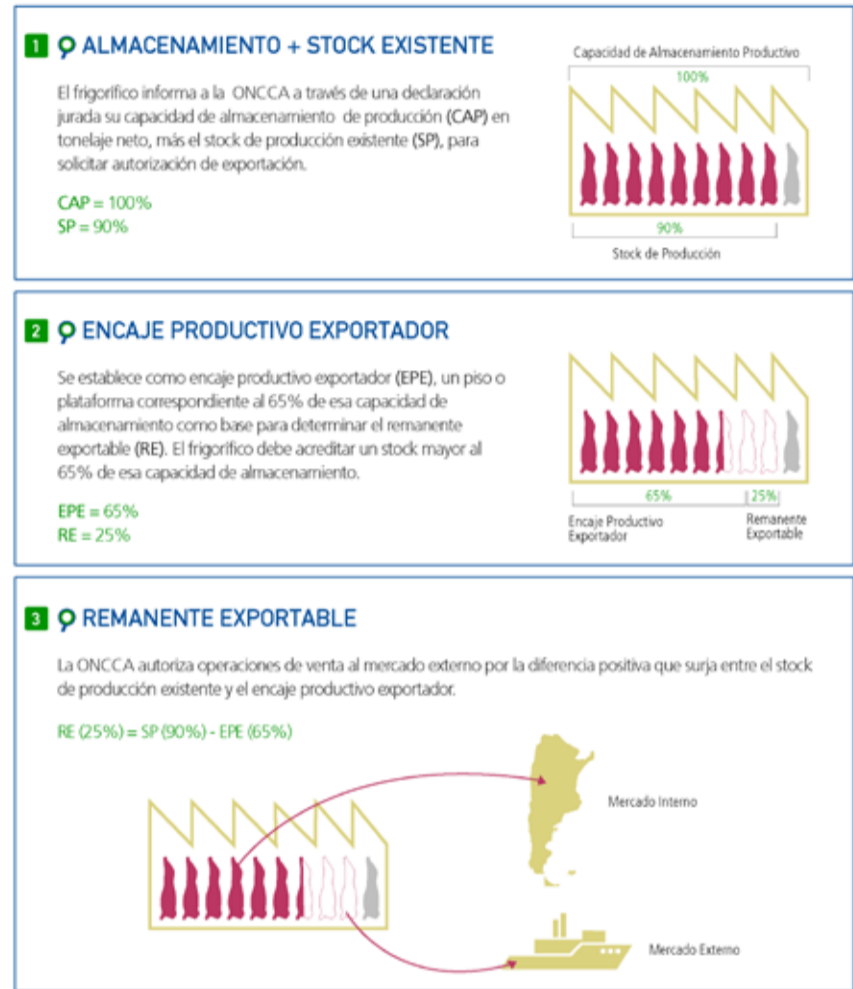 1 ALMACENAMIENTO + STOCK EXISTENTE
El frigorífico informa a la ONCCA a través de una declaración
jurada su capacidad de almacenamiento de producción (CAP) en
tonelaje neto, más el stock de producción existente (SP), para
solicitar autorización de exportación.
CAP = 100%
SP = 90%
Capacidad de Almacenamiento Productivo
100%
90%
Stock de Producción
2 ENCAJE PRODUCTIVO EXPORTADOR
Se establece como encaje productivo exportador (EPE), un piso o
plataforma correspondiente al 65% de esa capacidad de
almacenamiento como base para determinar el remanente
exportable (RE). El frigorífico debe acreditar un stock mayor al
65% de esa capacidad de almacenamiento.
EPE = 65%
RE = 25%
65%
25%
Encaje Productivo
Exportador
Remanente
Exportable
3 REMANENTE EXPORTABLE
La ONCCA autoriza operaciones de venta al mercado externo por la diferencia positiva que surja entre el stock
de producción existente y el encaje productivo exportador.
RE (25%) = SP (90%) - EPE (65%)
Mercado Interno
Mercado Externo